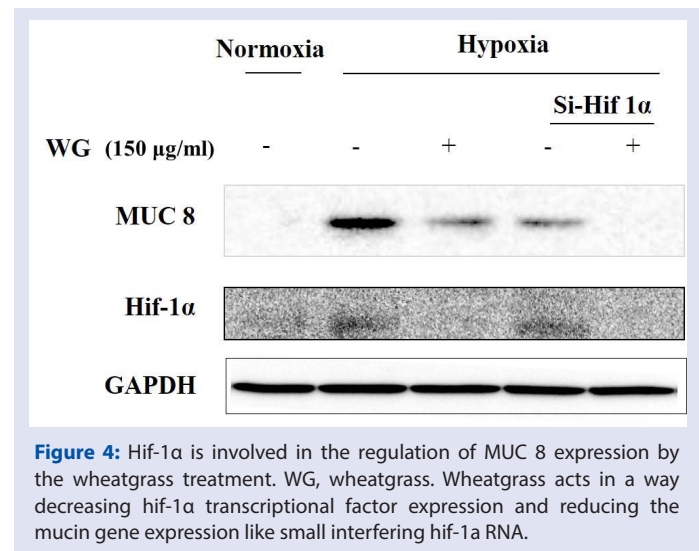 Normoxia Hypoxia
Si-Hif 1α
WG (150 μg/ml) - - + - +
MUC 8
Hif-1α
GAPDH
Figure 4: Hif-1α is involved in the regulation of MUC 8 expression by
the wheatgrass treatment. WG, wheatgrass. Wheatgrass acts in a way
decreasing hif-1α transcriptional factor expression and reducing the
mucin gene expression like small interfering hif-1a RNA.